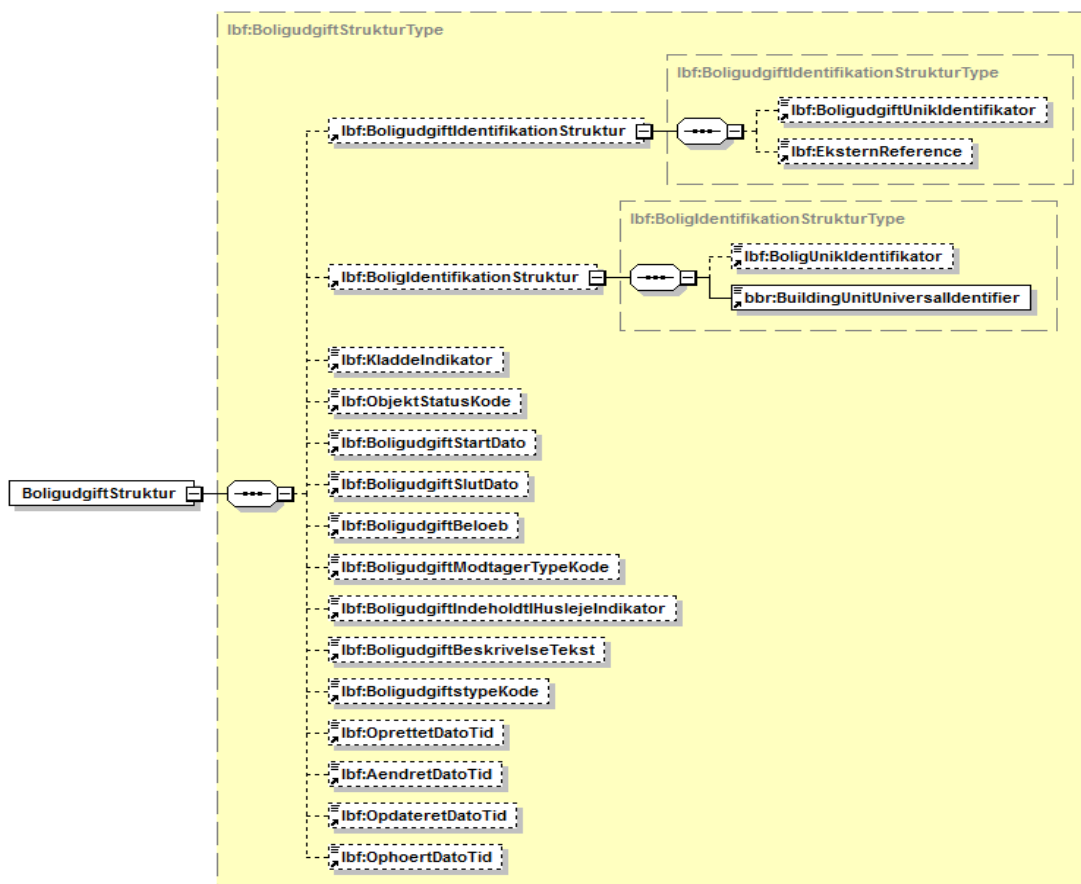 lbf:BoligudgiftStrukturType
lbf:BoligudgiftIdentifikationStrukturType
lbf:BoligudgiftIdentifikationStruktur
lbf:BoligudgiftUnikIdentifikator
lbf:EksternReference
lbf:BoligIdentifikationStrukturType
lbf:BoligIdentifikationStruktur
lbf:BoligUnikIdentifikator
bbr:BuildingUnitUniversalIdentifier
lbf:KladdeIndikator
lbf:ObjektStatusKode
lbf:BoligudgiftStartDato
BoligudgiftStruktur
lbf:BoligudgiftSlutDato
lbf:BoligudgiftBeloeb
lbf:BoligudgiftModtagerTypeKode
lbf:BoligudgiftIndeholdtIHuslejeIndikator
lbf:BoligudgiftBeskrivelseTekst
lbf:BoligudgiftstypeKode
lbf:OprettetDatoTid
lbf:AendretDatoTid
lbf:OpdateretDatoTid
lbf:OphoertDatoTid